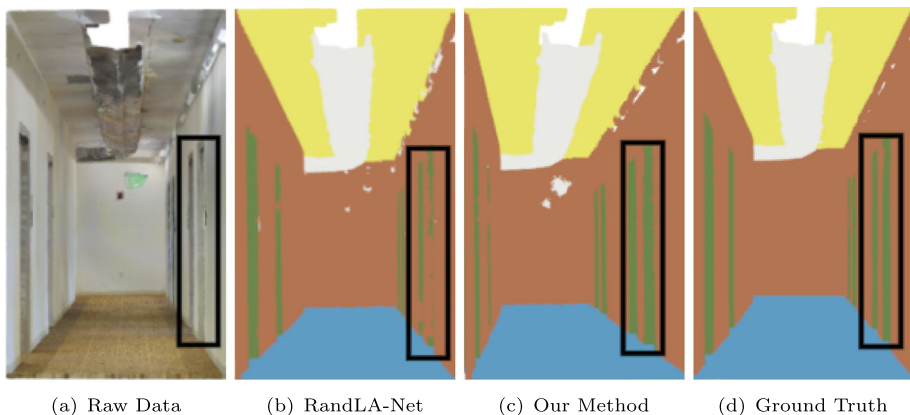 (a) Raw Data
(b) RandLA-Net
(c) Our Method
(d) Ground Truth